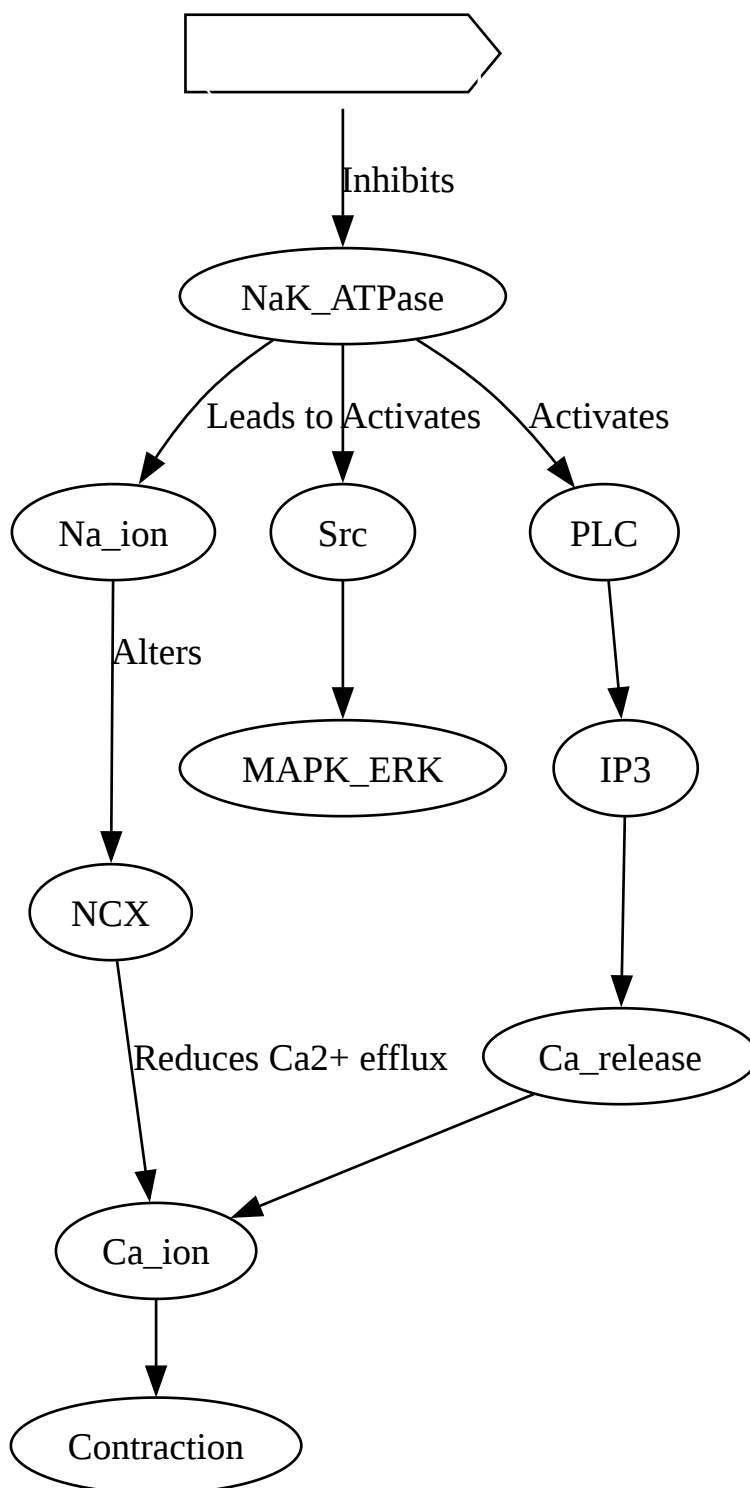 Inhibits
NaK_ATPase
Leads to Activates Activates
Na_ion Src PLC
Alters
MAPK_ERK IP3
NCX
Reduces Ca2+ efflux Ca_release
Ca_ion
Contraction